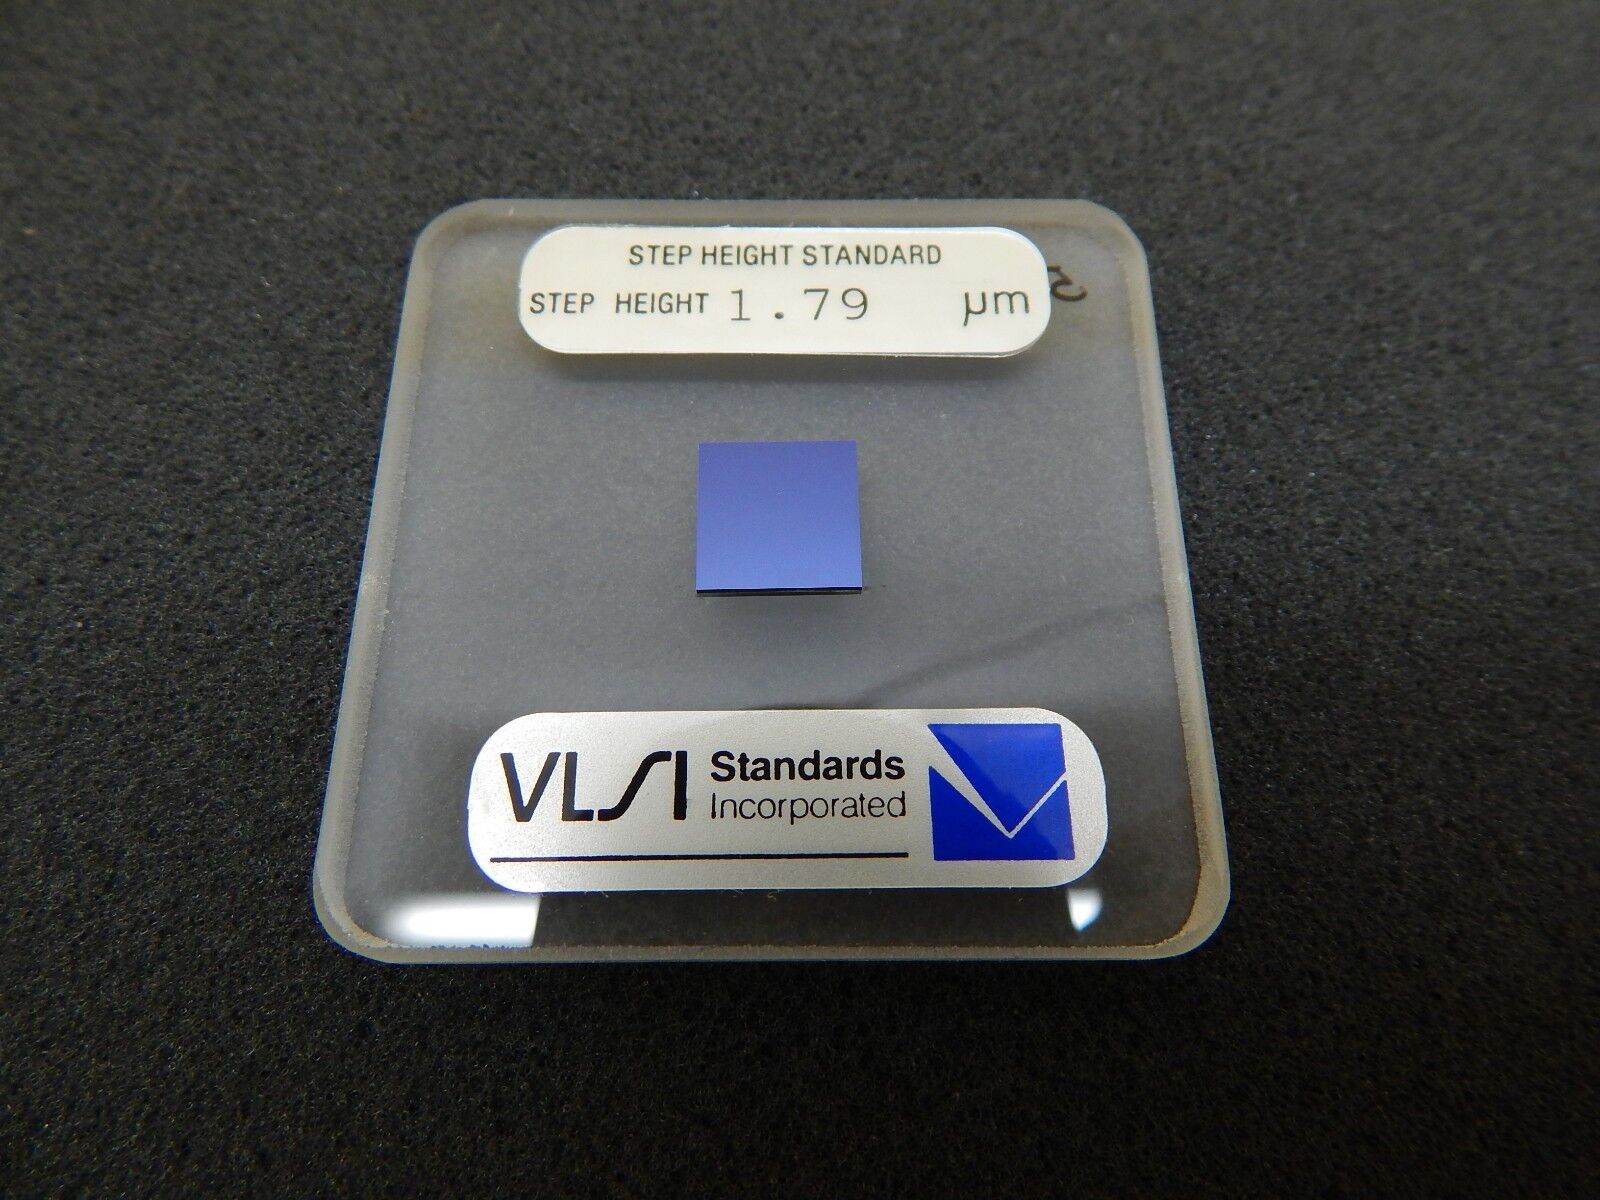 STEP HEIGHT STANDARD
STEP HEIGHT 1.79 µm
VLSI Standards
Incorporated